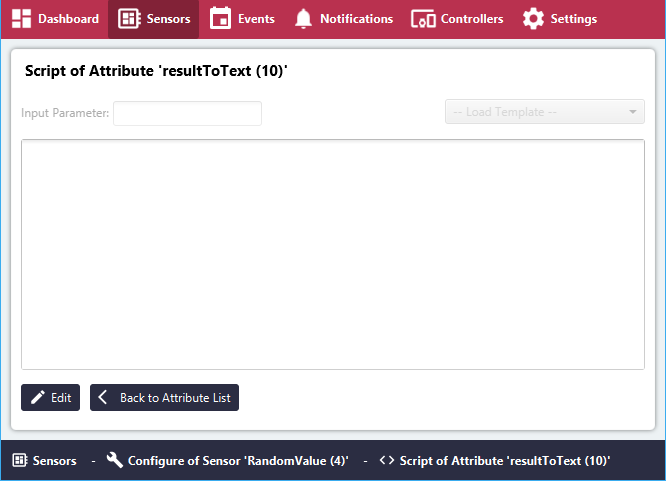 Dashboard Sensors Events Notifications Controllers Settings
Script of Attribute 'resultToText (10)'
Input Parameter: -- Load Template --
Edit Back to Attribute List
Sensors - Configure of Sensor 'RandomValue (4)' - Script of Attribute 'resultToText (10)'